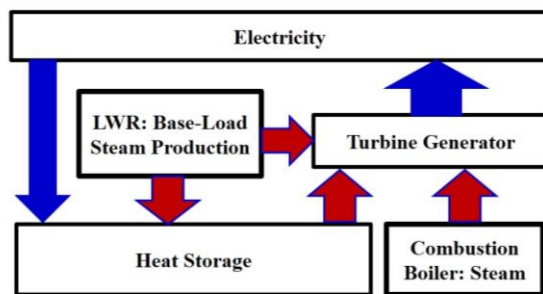 Electricity
LWR: Base-Load
Steam Production
Turbine Generator
Heat Storage
Combustion
Boiler: Steam